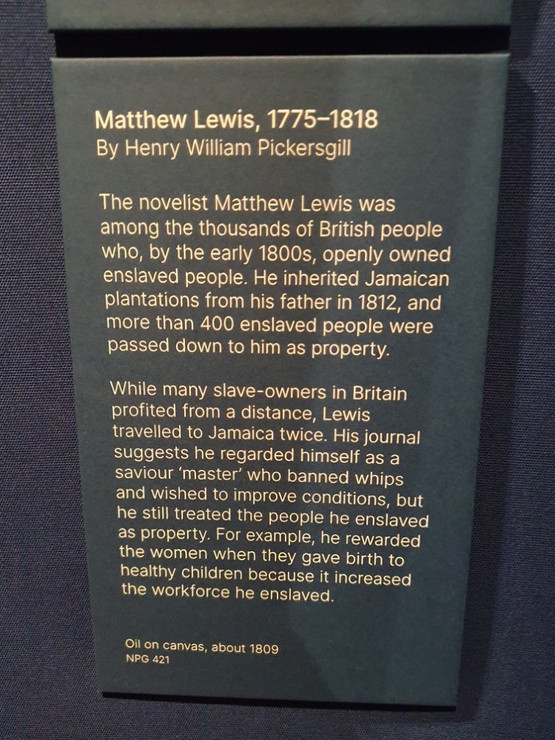 Matthew Lewis, 1775–1818
By Henry William Pickersgill
The novelist Matthew Lewis was
among the thousands of British people
who, by the early 1800s, openly owned
enslaved people. He inherited Jamaican
plantations from his father in 1812, and
more than 400 enslaved people were
passed down to him as property.
While many slave-owners in Britain
profited from a distance, Lewis
travelled to Jamaica twice. His journal
suggests he regarded himself as a
saviour ‘master’ who banned whips
and wished to improve conditions, but
he still treated the people he enslaved
as property. For example, he rewarded
the women when they gave birth to
healthy children because it increased
the workforce he enslaved.
Oil on canvas, about 1809
NPG 421